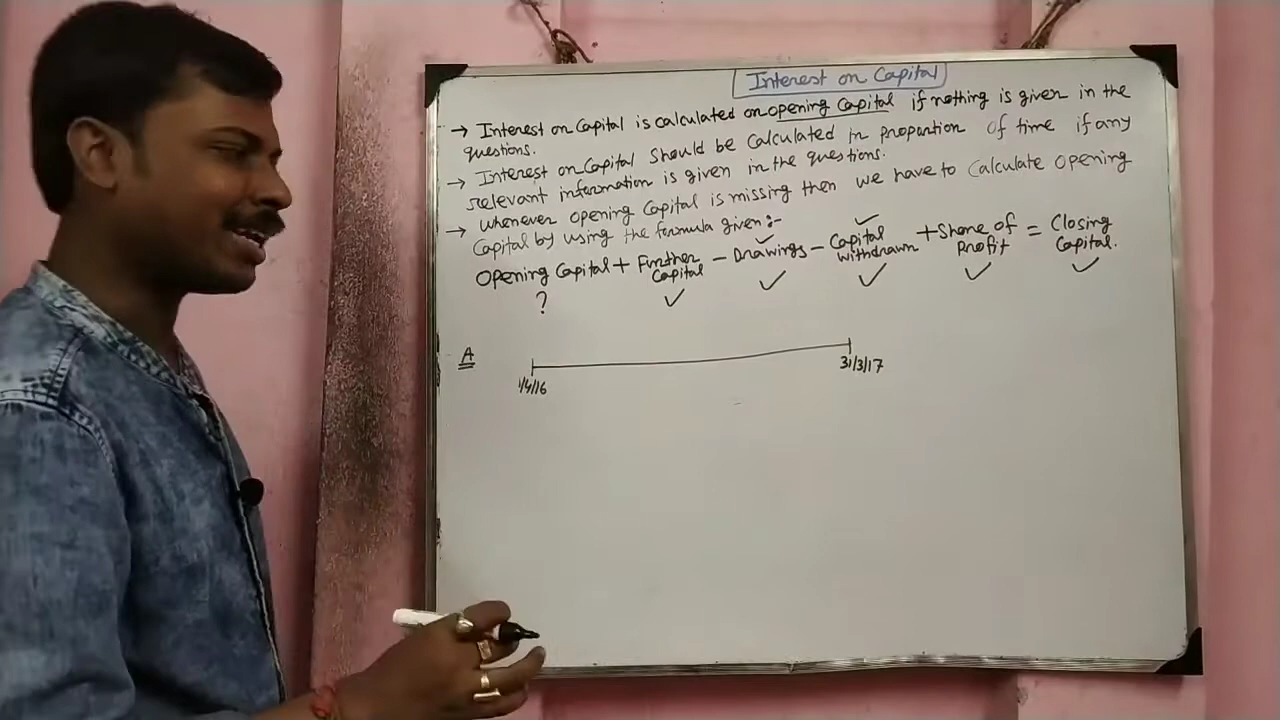 Interest on Capital
→ Interest on Capital is calculated on opening Capital if nothing is given in the
questions.
→ Interest on Capital should be calculated in proportion of time if any
relevant information is given in the questions.
→ whenever opening Capital is missing then we have to calculate opening
Capital by using the formula given:-
Opening Capital + Further Capital - Drawings - Capital withdrawn + Share of Profit = Closing Capital.
?
A
1/4/16
31/3/17